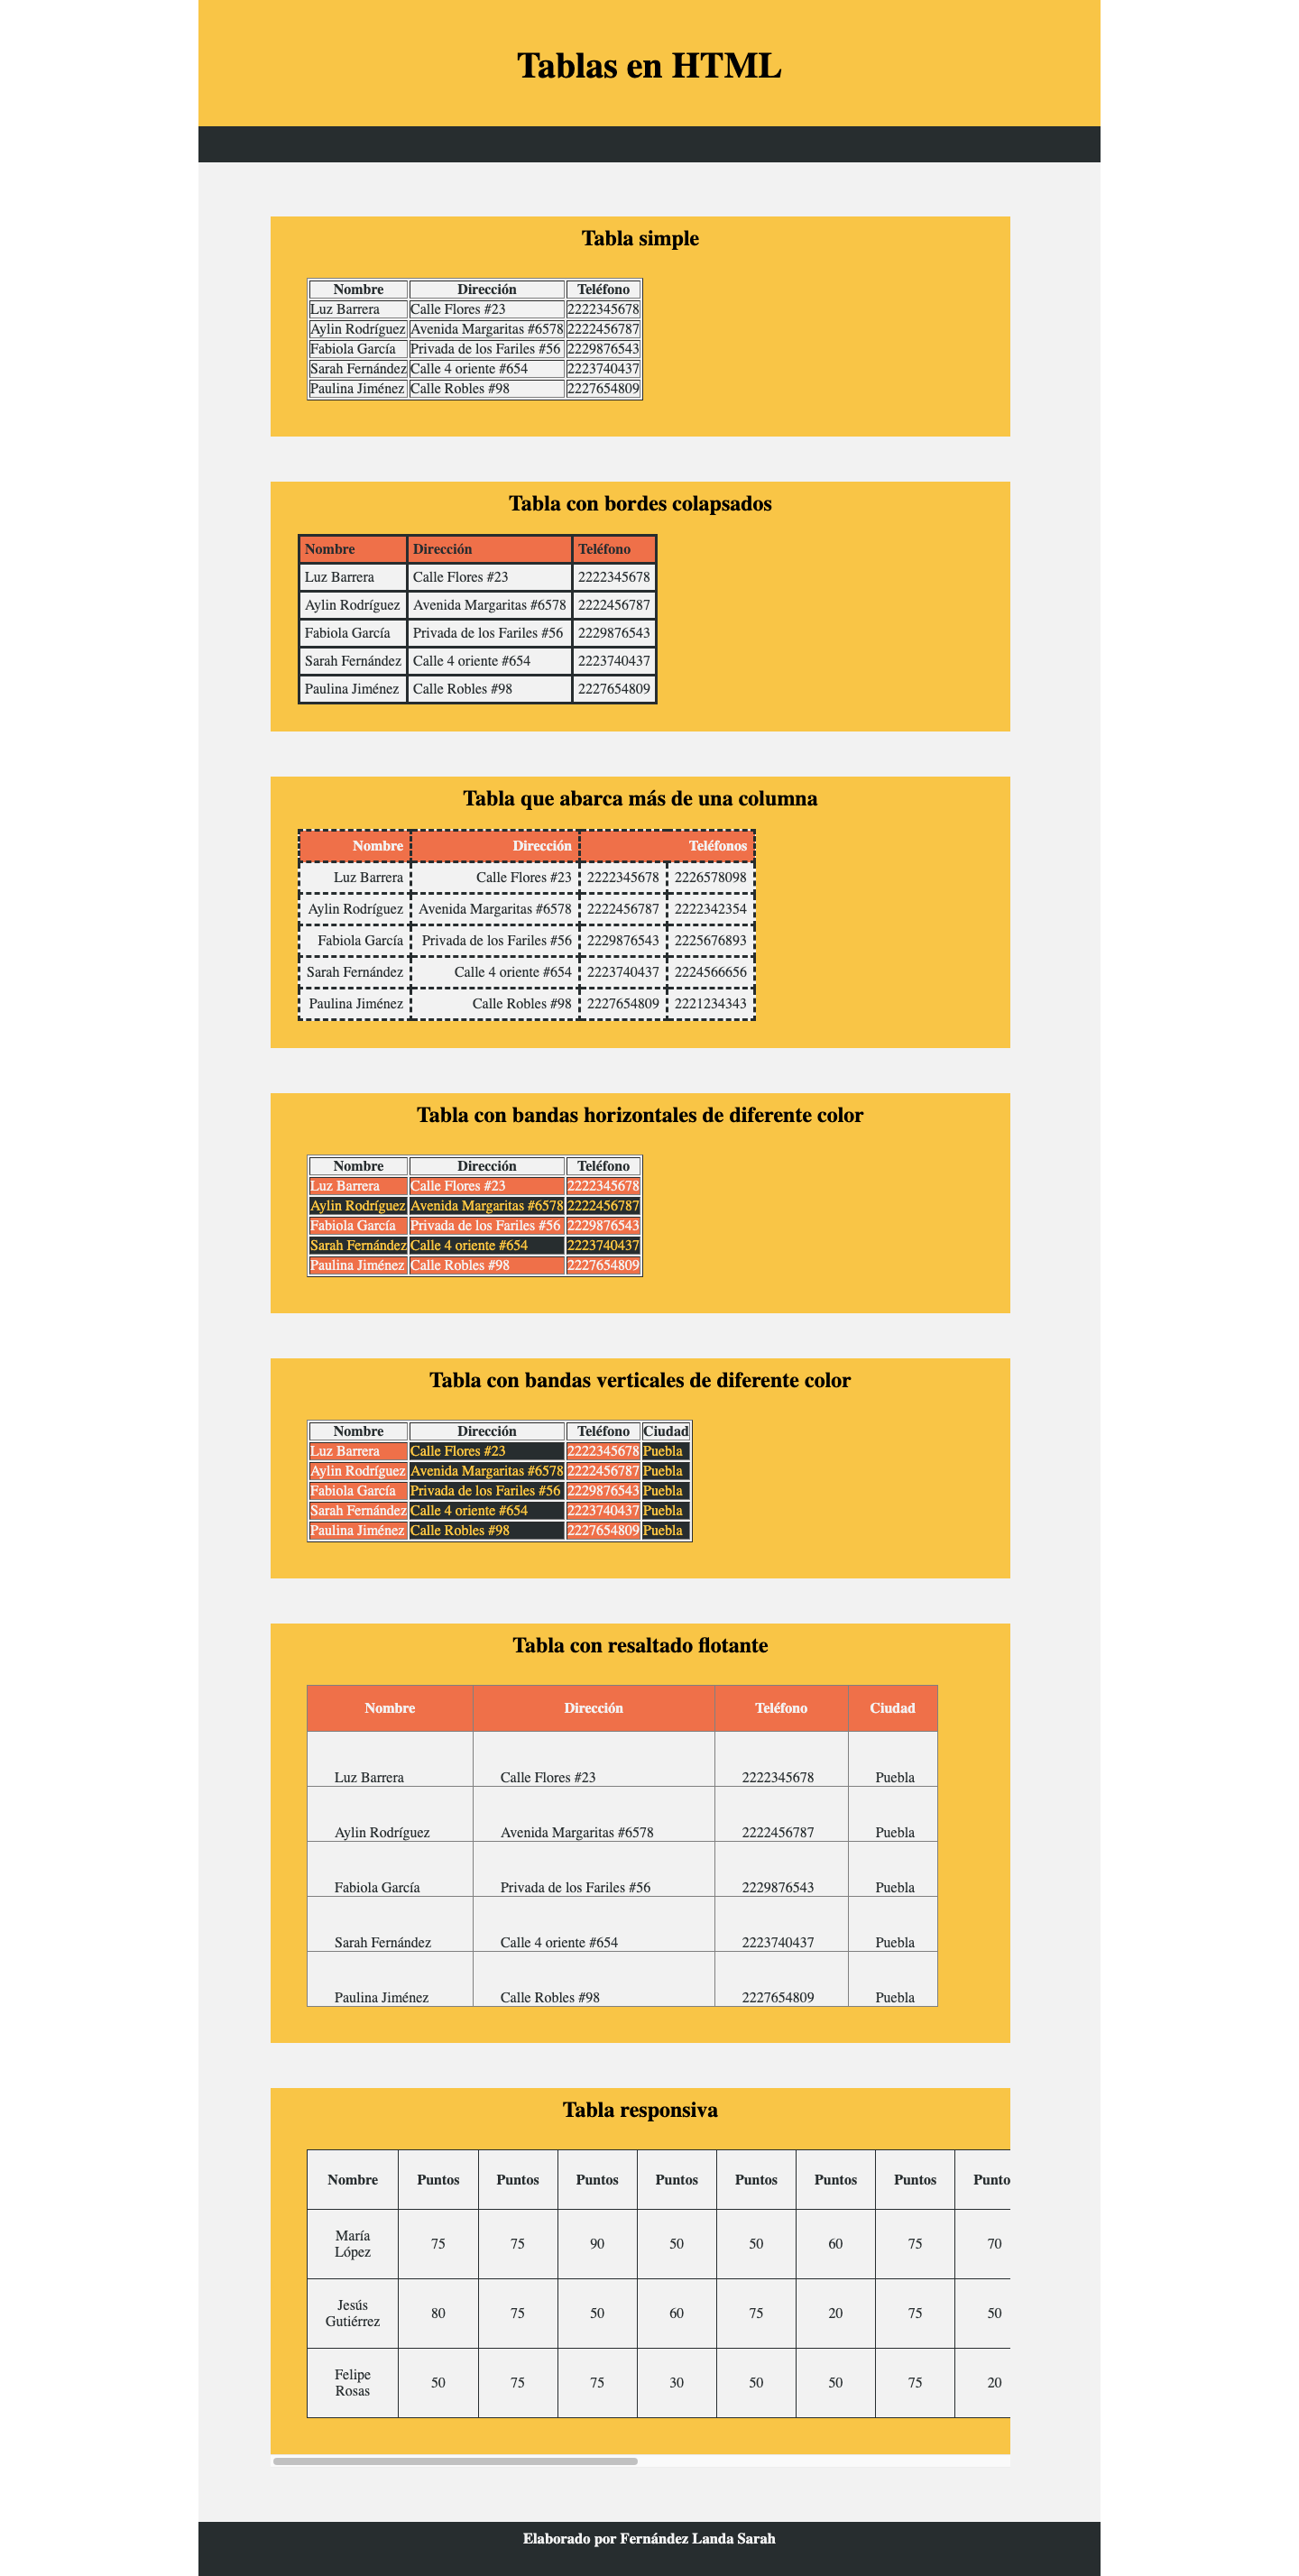 Tablas en HTML
Tabla simple
Nombre Dirección Teléfono
Luz Barrera Calle Flores #23 2222345678
Aylin Rodríguez Avenida Margaritas #6578 2222456787
Fabiola García Privada de los Fariles #56 2229876543
Sarah Fernández Calle 4 oriente #654 2223740437
Paulina Jiménez Calle Robles #98 2227654809
Tabla con bordes colapsados
Nombre Dirección Teléfono
Luz Barrera Calle Flores #23 2222345678
Aylin Rodríguez Avenida Margaritas #6578 2222456787
Fabiola García Privada de los Fariles #56 2229876543
Sarah Fernández Calle 4 oriente #654 2223740437
Paulina Jiménez Calle Robles #98 2227654809
Tabla que abarca más de una columna
Nombre Dirección Teléfonos
Luz Barrera Calle Flores #23 2222345678 2226578098
Aylin Rodríguez Avenida Margaritas #6578 2222456787 2222342354
Fabiola García Privada de los Fariles #56 2229876543 2225676893
Sarah Fernández Calle 4 oriente #654 2223740437 2224566656
Paulina Jiménez Calle Robles #98 2227654809 2221234343
Tabla con bandas horizontales de diferente color
Nombre Dirección Teléfono
Luz Barrera Calle Flores #23 2222345678
Aylin Rodríguez Avenida Margaritas #6578 2222456787
Fabiola García Privada de los Fariles #56 2229876543
Sarah Fernández Calle 4 oriente #654 2223740437
Paulina Jiménez Calle Robles #98 2227654809
Tabla con bandas verticales de diferente color
Nombre Dirección Teléfono Ciudad
Luz Barrera Calle Flores #23 2222345678 Puebla
Aylin Rodríguez Avenida Margaritas #6578 2222456787 Puebla
Fabiola García Privada de los Fariles #56 2229876543 Puebla
Sarah Fernández Calle 4 oriente #654 2223740437 Puebla
Paulina Jiménez Calle Robles #98 2227654809 Puebla
Tabla con resaltado flotante
Nombre Dirección Teléfono Ciudad
Luz Barrera Calle Flores #23 2222345678 Puebla
Aylin Rodríguez Avenida Margaritas #6578 2222456787 Puebla
Fabiola García Privada de los Fariles #56 2229876543 Puebla
Sarah Fernández Calle 4 oriente #654 2223740437 Puebla
Paulina Jiménez Calle Robles #98 2227654809 Puebla
Tabla responsiva
Nombre Puntos Puntos Puntos Puntos Puntos Puntos Puntos Punto
María López 75 75 90 50 50 60 75 70
Jesús Gutiérrez 80 75 50 60 75 20 75 50
Felipe Rosas 50 75 75 30 50 50 75 20
Elaborado por Fernández Landa Sarah